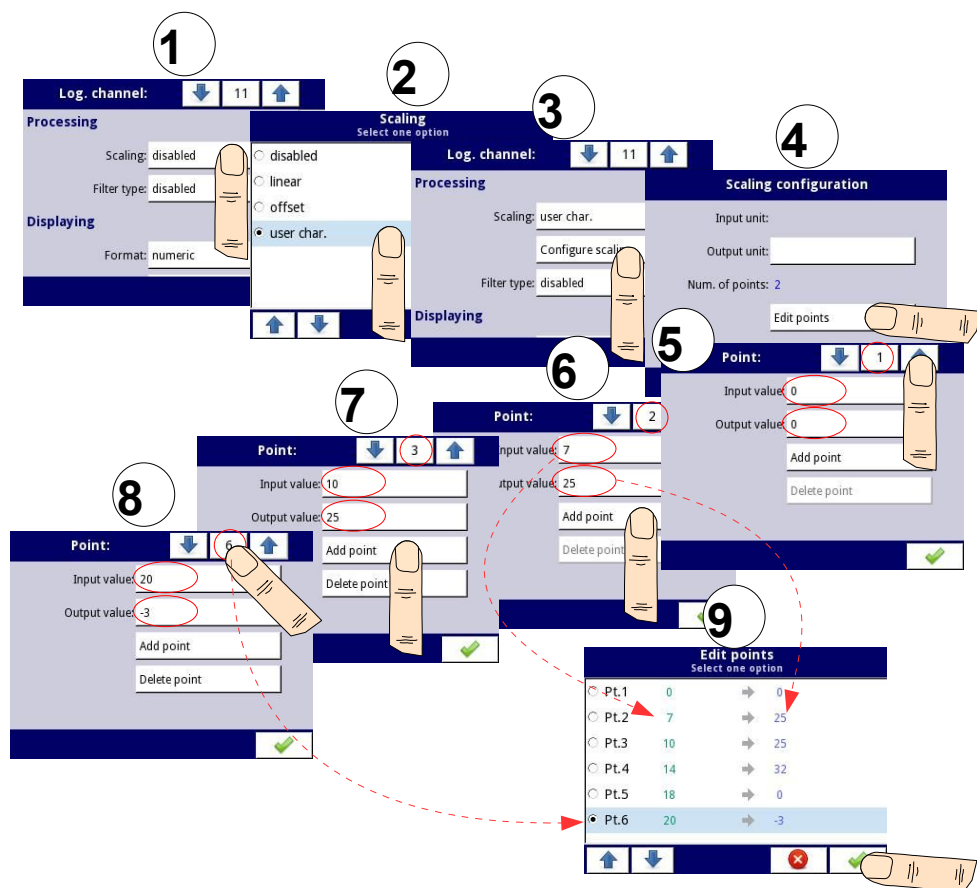 1
Log. channel: 11
Processing
Scaling: disabled
Filter type: disabled
Displaying
Format: numeric
2
Scaling
Select one option
disabled
linear
offset
user char.
3
Log. channel: 11
Processing
Scaling: user char.
Configure
Filter type: disabled
Displaying
4
Scaling configuration
Input unit:
Output unit:
Num. of points: 2
Edit points
5
Point: 1
Input value: 0
Output value: 0
Add point
Delete point
6
Point: 2
value: 7
value: 25
Add point
Delete point
7
Point: 3
Input value: 10
Output value: 25
Add point
Delete point
8
Point: 6
Input value: 20
Output value: -3
Add point
Delete point
9
Edit points
Select one option
Pt.1 0 0
Pt.2 7 25
Pt.3 10 25
Pt.4 14 32
Pt.5 18 0
Pt.6 20 -3